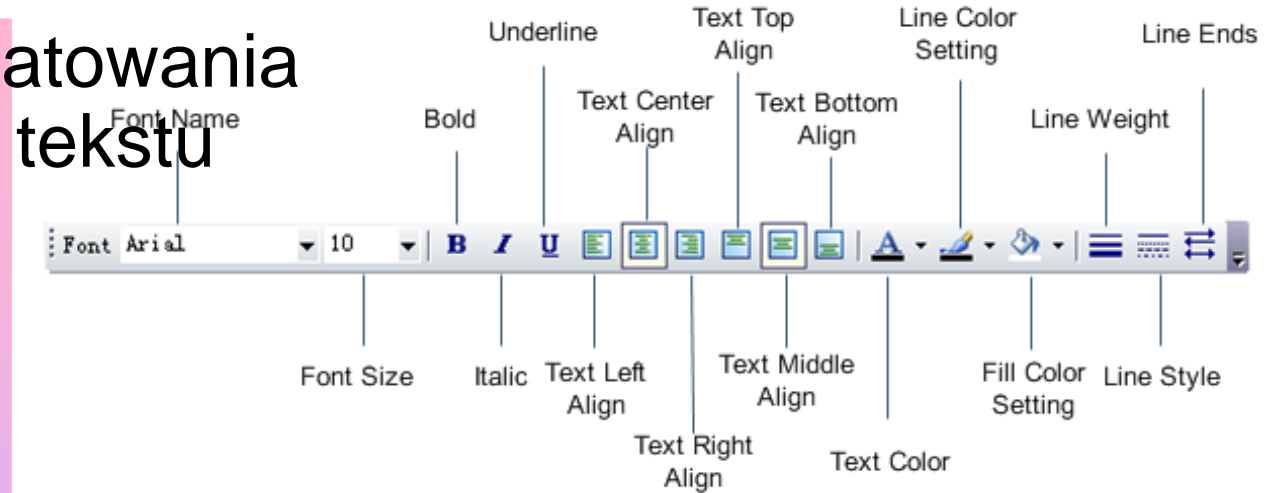 atowania
tekstu
Underline
Text Top
Align
Line Color
Setting
Line Ends
Font Name
Bold
Text Center
Align
Text Bottom
Align
Line Weight
Font Arial 10 B I U A
Font Size
Italic
Text Left
Align
Text Right
Align
Text Middle
Align
Text Color
Fill Color
Setting
Line Style